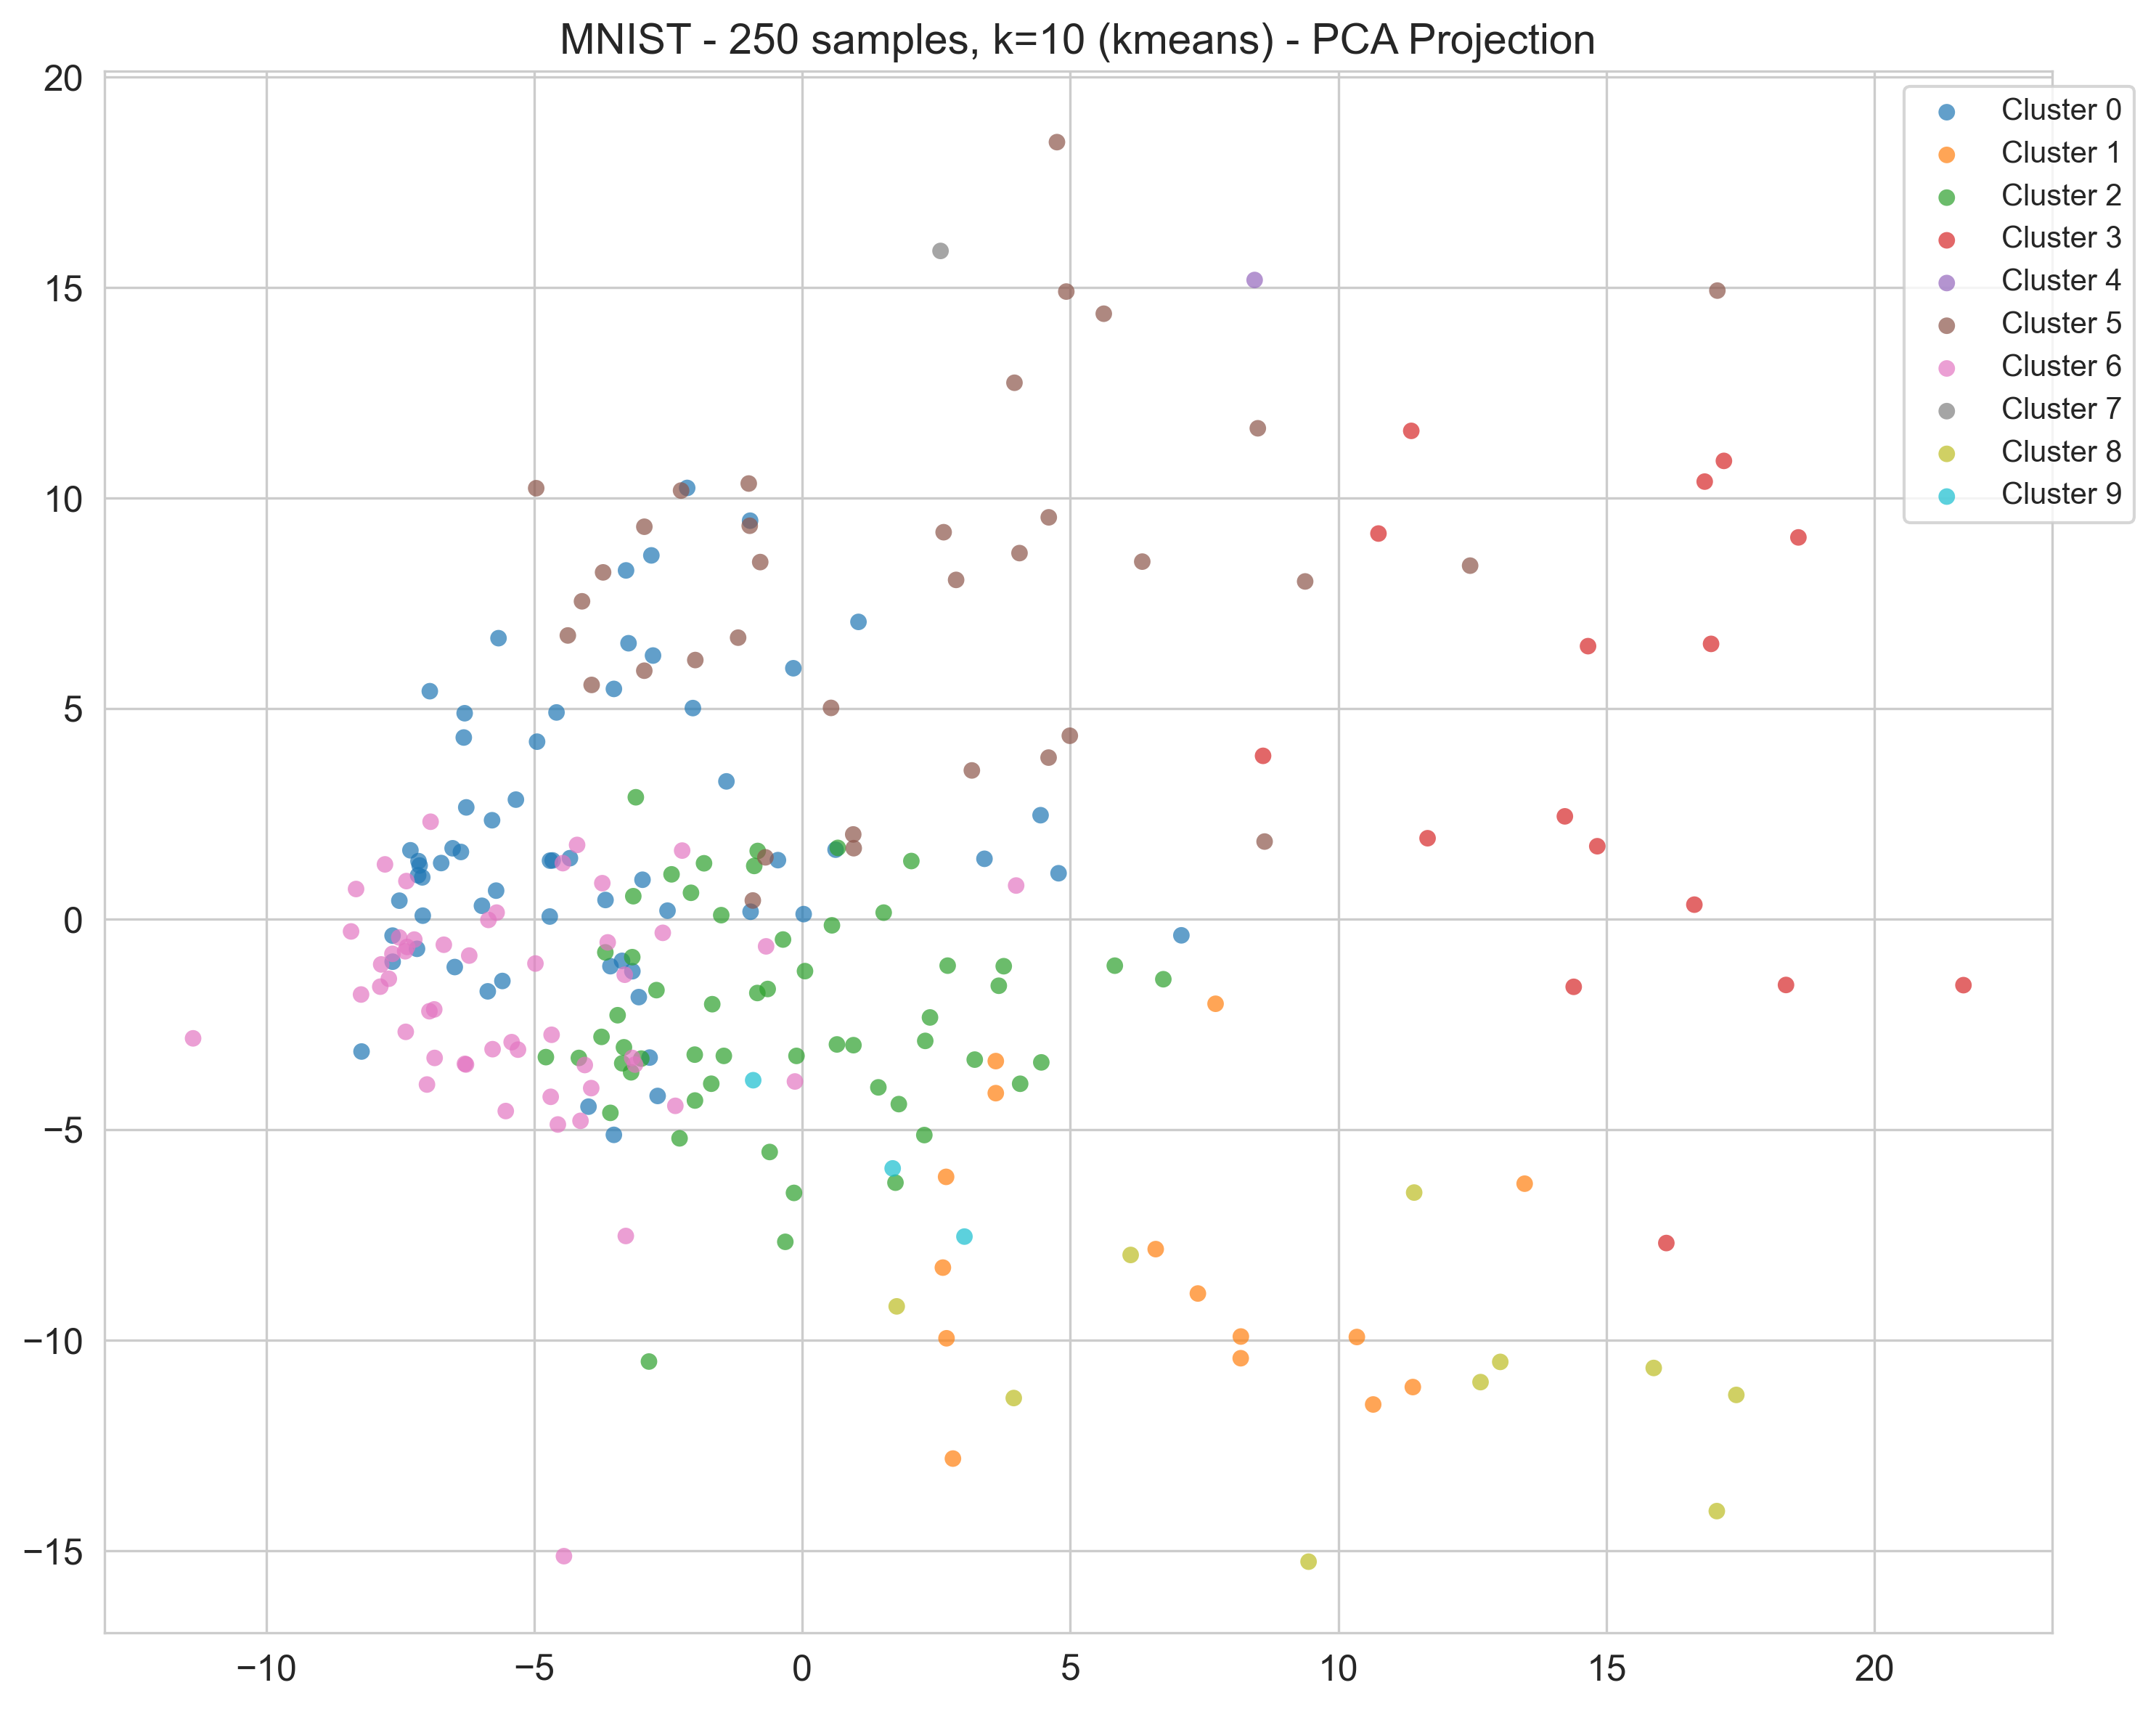 MNIST - 250 samples, k=10 (kmeans) - PCA Projection
20
15
10
5
0
−5
−10
−15
−10
−5
0
5
10
15
20
Cluster 0
Cluster 1
Cluster 2
Cluster 3
Cluster 4
Cluster 5
Cluster 6
Cluster 7
Cluster 8
Cluster 9